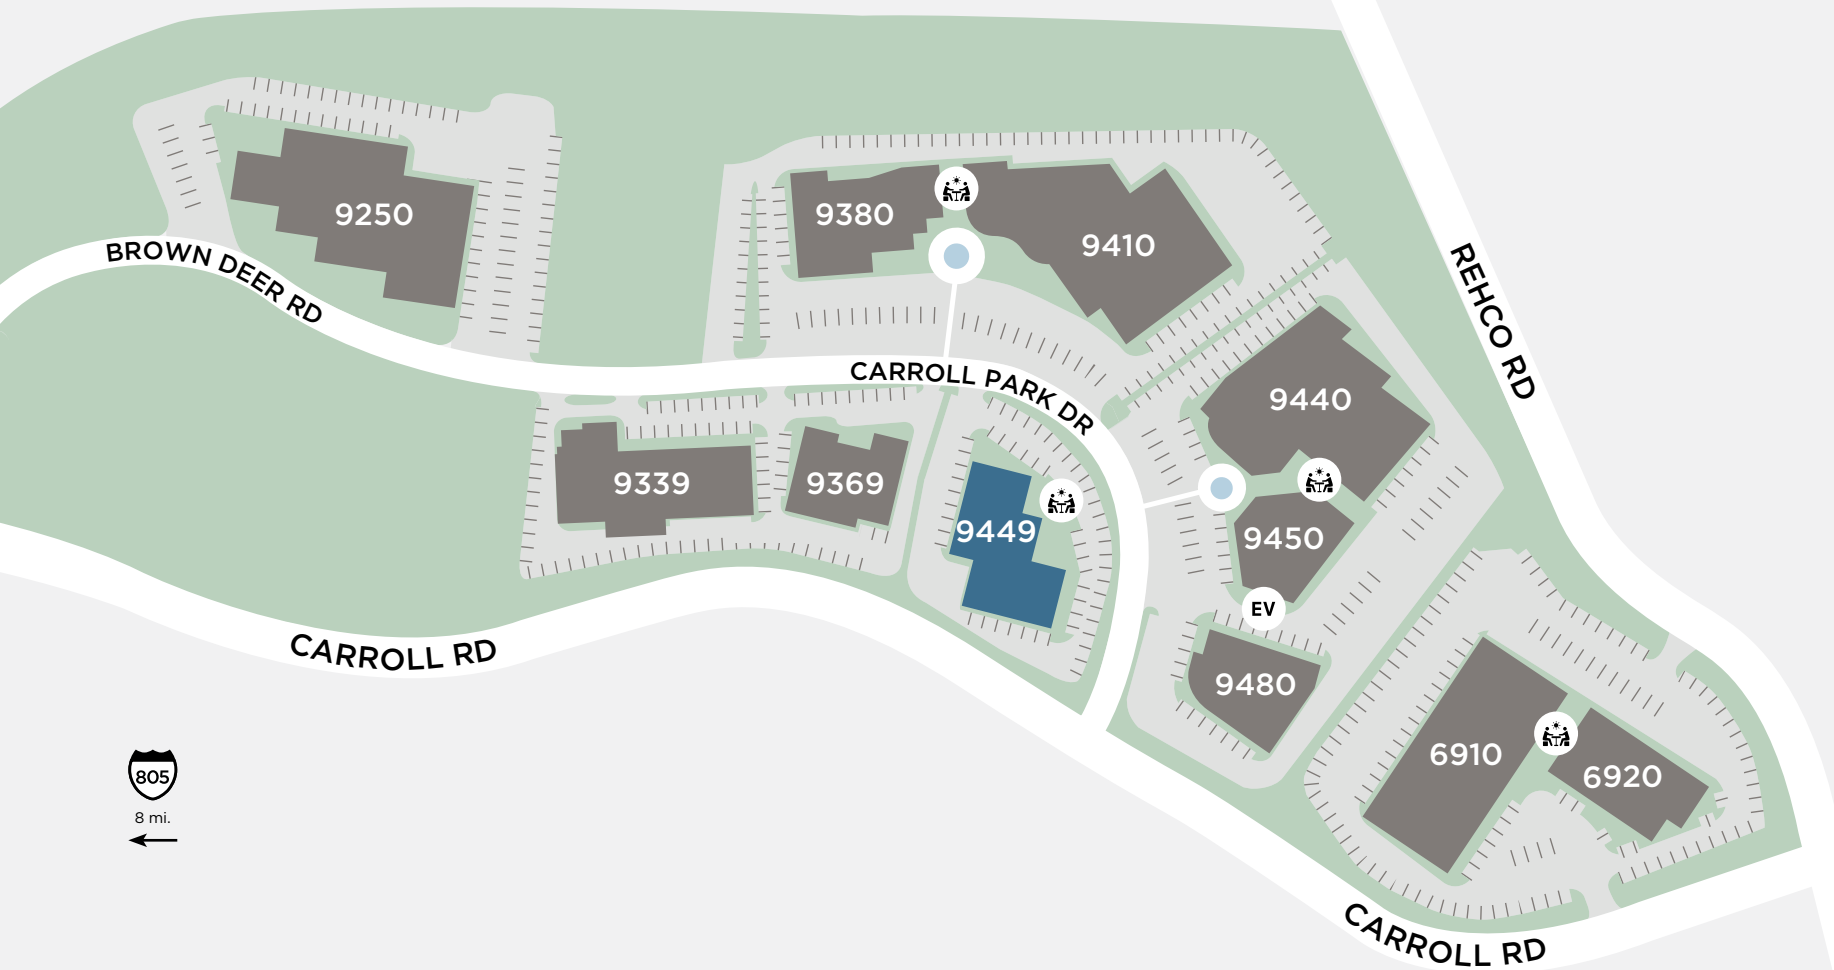 REHCO RD
9250
9380
9410
BROWN DEER RD
CARROLL PARK DR
9440
9339
9369
9449
9450
EV
CARROLL RD
9480
6910
6920
805
8 mi.
CARROLL RD